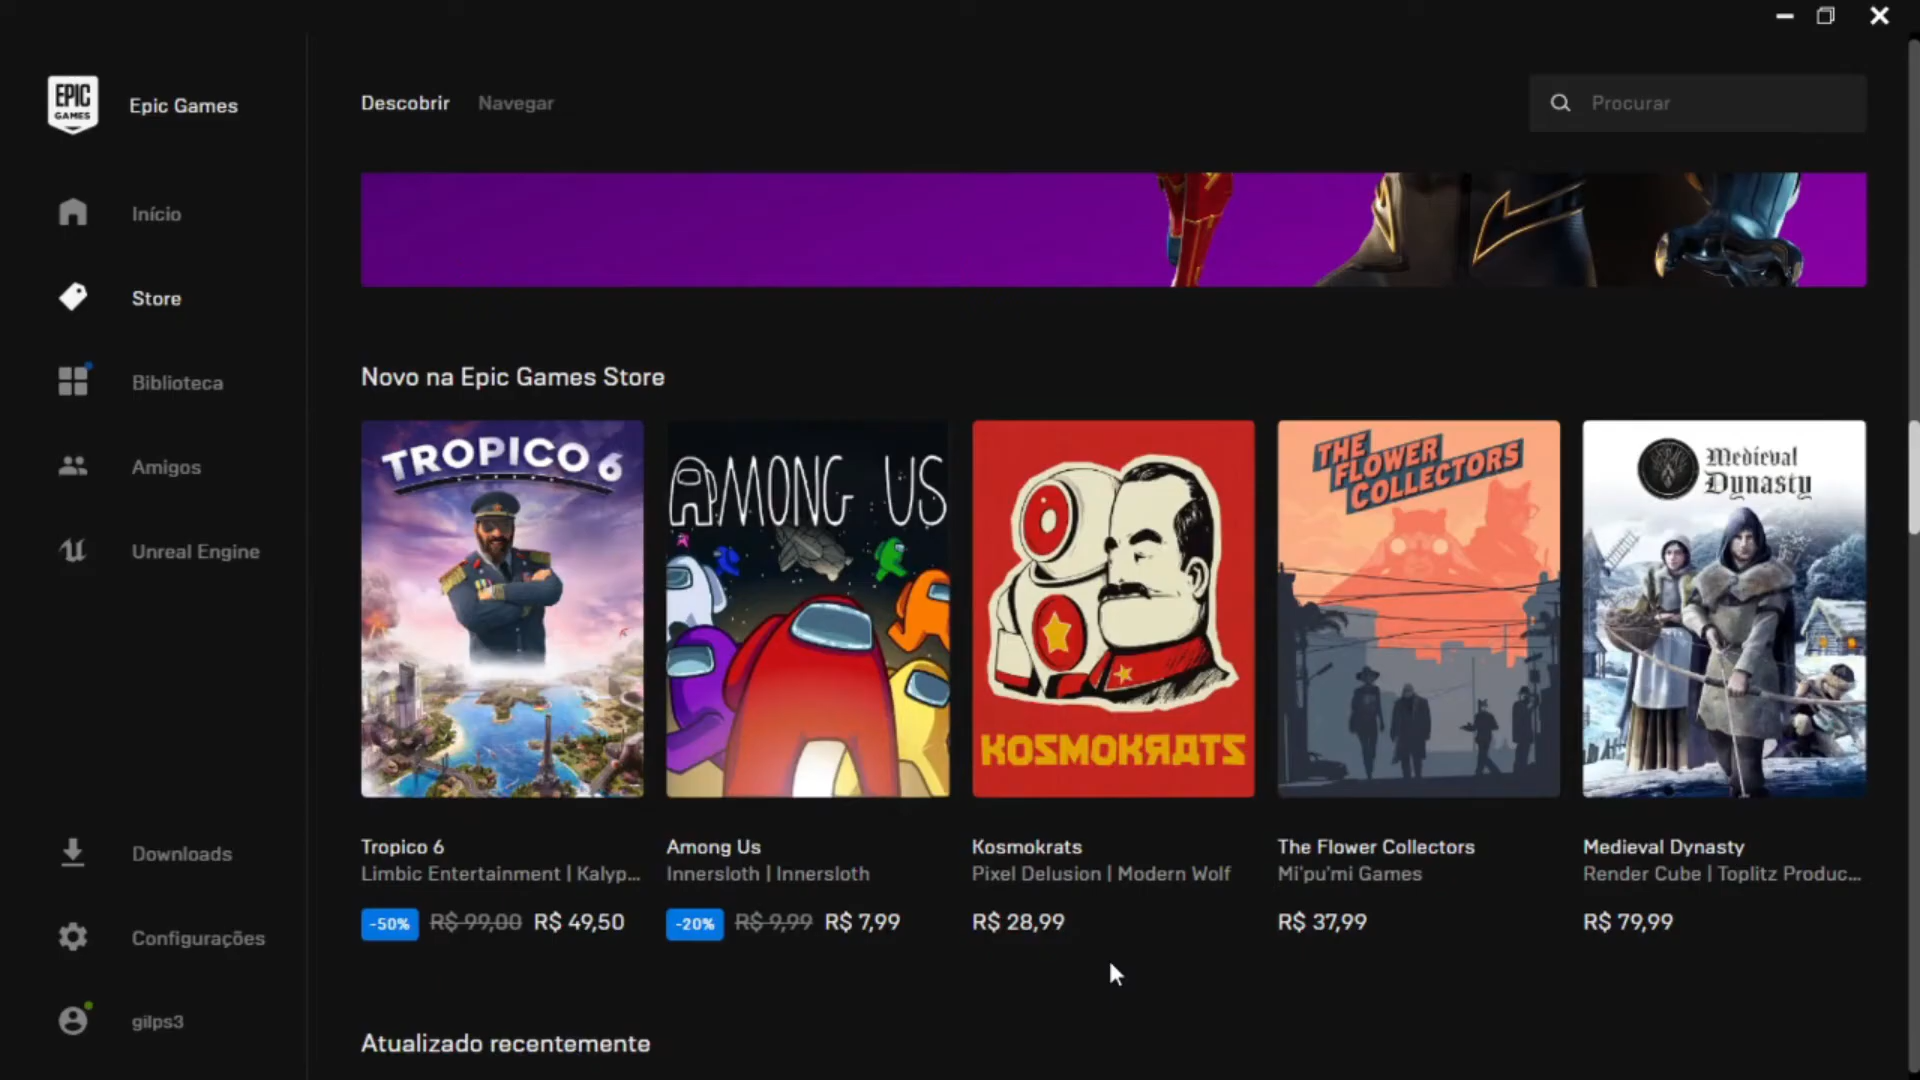 EPIC
GAMES
Epic Games
Início
Store
Biblioteca
Amigos
Unreal Engine
Downloads
Configurações
gilps3
Descobrir
Navegar
Procurar
Novo na Epic Games Store
TROPICO 6
AMONG US
KOSMOKRATS
THE
FLOWER
COLLECTORS
Medieval
Dynasty
Tropico 6
Limbic Entertainment | Kalyp...
-50% R$ 99,00 R$ 49,50
Among Us
Innersloth | Innersloth
-20% R$ 9,99 R$ 7,99
Kosmokrats
Pixel Delusion | Modern Wolf
R$ 28,99
The Flower Collectors
Mi'pu'mi Games
R$ 37,99
Medieval Dynasty
Render Cube | Toplitz Produc...
R$ 79,99
Atualizado recentemente